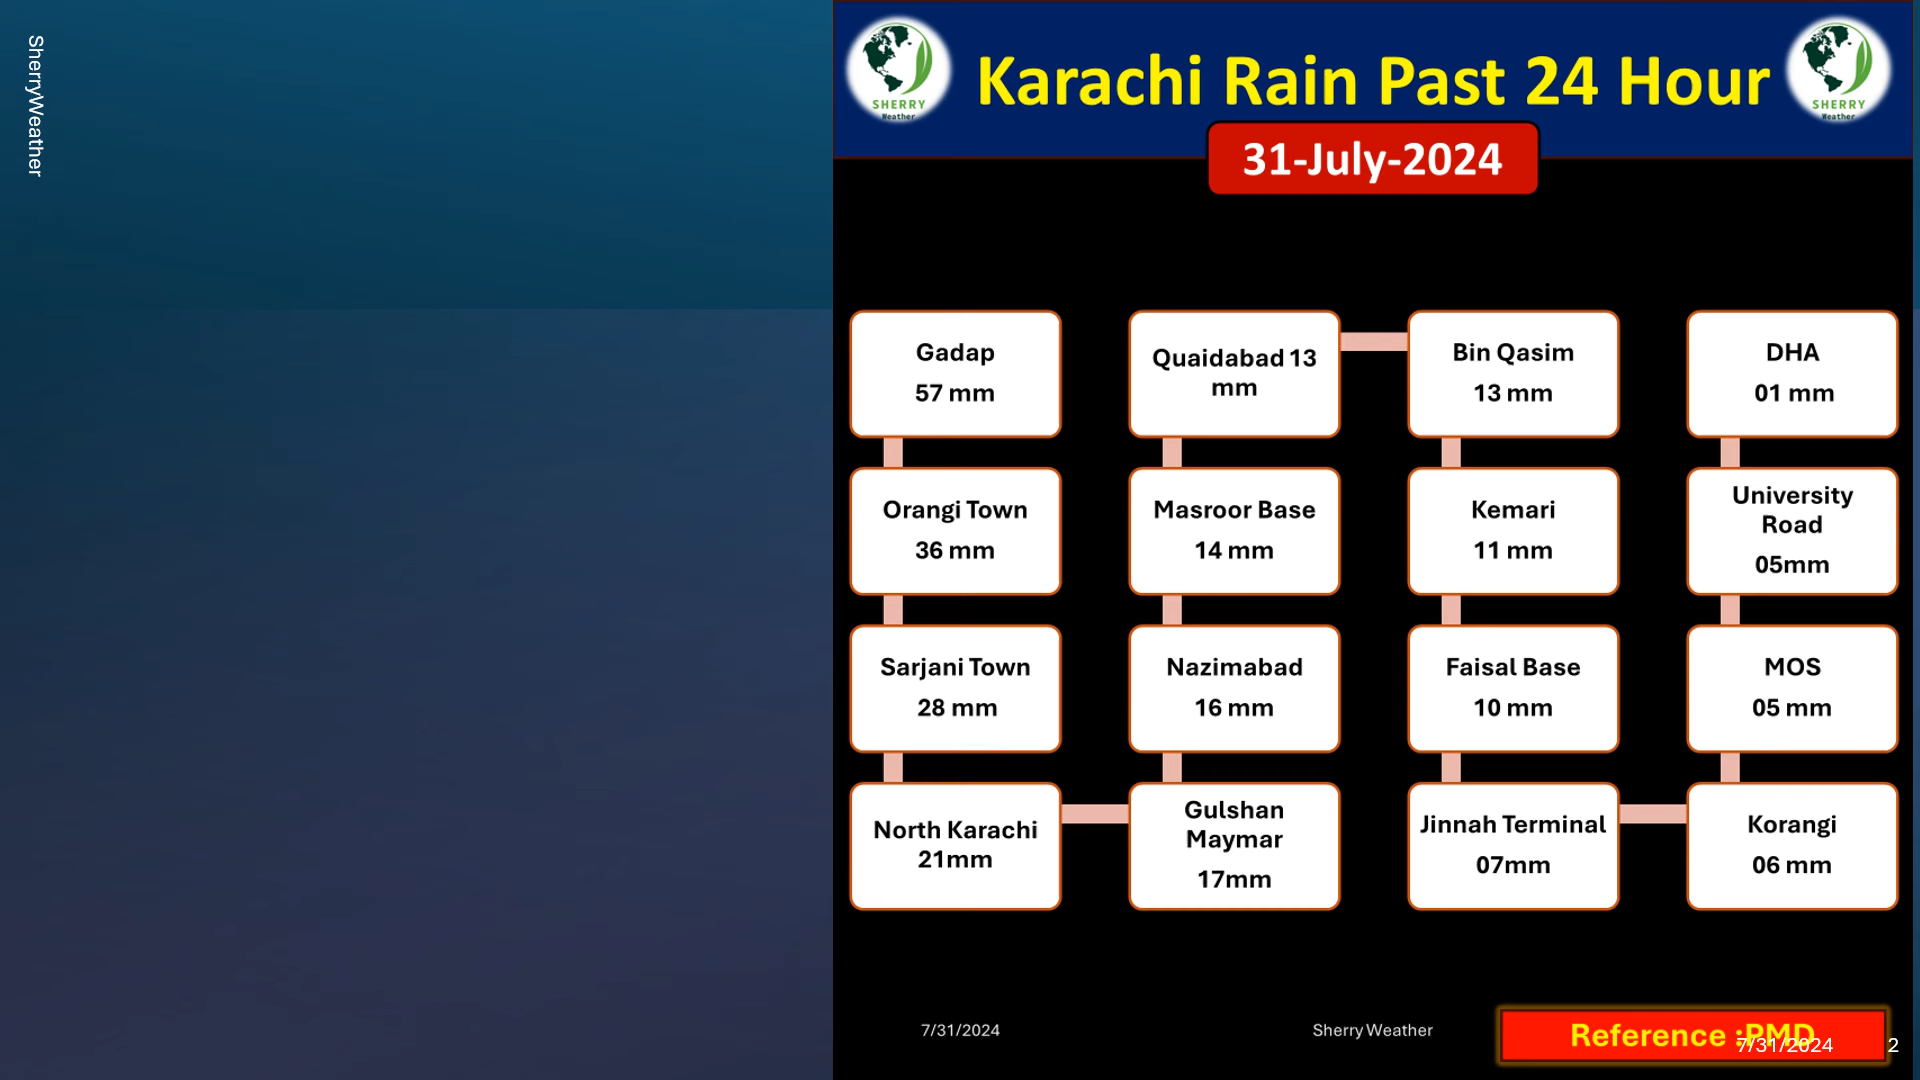 SherryWeather
SHERRY
Weather
Karachi Rain Past 24 Hour
SHERRY
Weather
31-July-2024
Gadap
57 mm
Orangi Town
36 mm
Sarjani Town
28 mm
North Karachi
21mm
Gulshan
Maymar
17mm
Nazimabad
16 mm
Masroor Base
14 mm
Quaidabad 13
mm
Bin Qasim
13 mm
Kemari
11 mm
Faisal Base
10 mm
Jinnah Terminal
07mm
Korangi
06 mm
MOS
05 mm
University
Road
05mm
DHA
01 mm
7/31/2024
Sherry Weather
Reference :PMD
7/31/2024
2